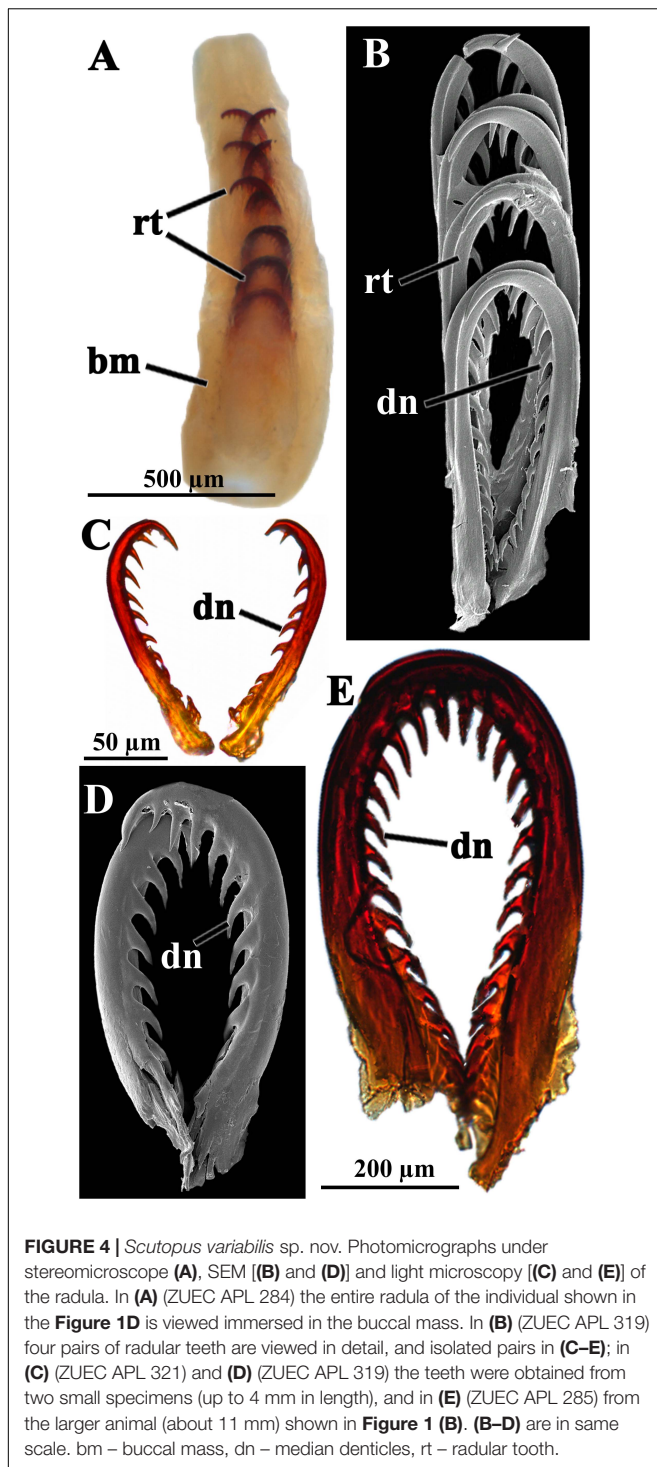 A
B
rt
rt
bm
dn
500 µm
C
dn
E
50 µm
D
dn
dn
200 µm
FIGURE 4 | Scutopus variabilis sp. nov. Photomicrographs under
stereomicroscope (A), SEM [(B) and (D)] and light microscopy [(C) and (E)] of
the radula. In (A) (ZUEC APL 284) the entire radula of the individual shown in
the Figure 1D is viewed immersed in the buccal mass. In (B) (ZUEC APL 319)
four pairs of radular teeth are viewed in detail, and isolated pairs in (C–E); in
(C) (ZUEC APL 321) and (D) (ZUEC APL 319) the teeth were obtained from
two small specimens (up to 4 mm in length), and in (E) (ZUEC APL 285) from
the larger animal (about 11 mm) shown in Figure 1 (B). (B–D) are in same
scale. bm – buccal mass, dn – median denticles, rt – radular tooth.